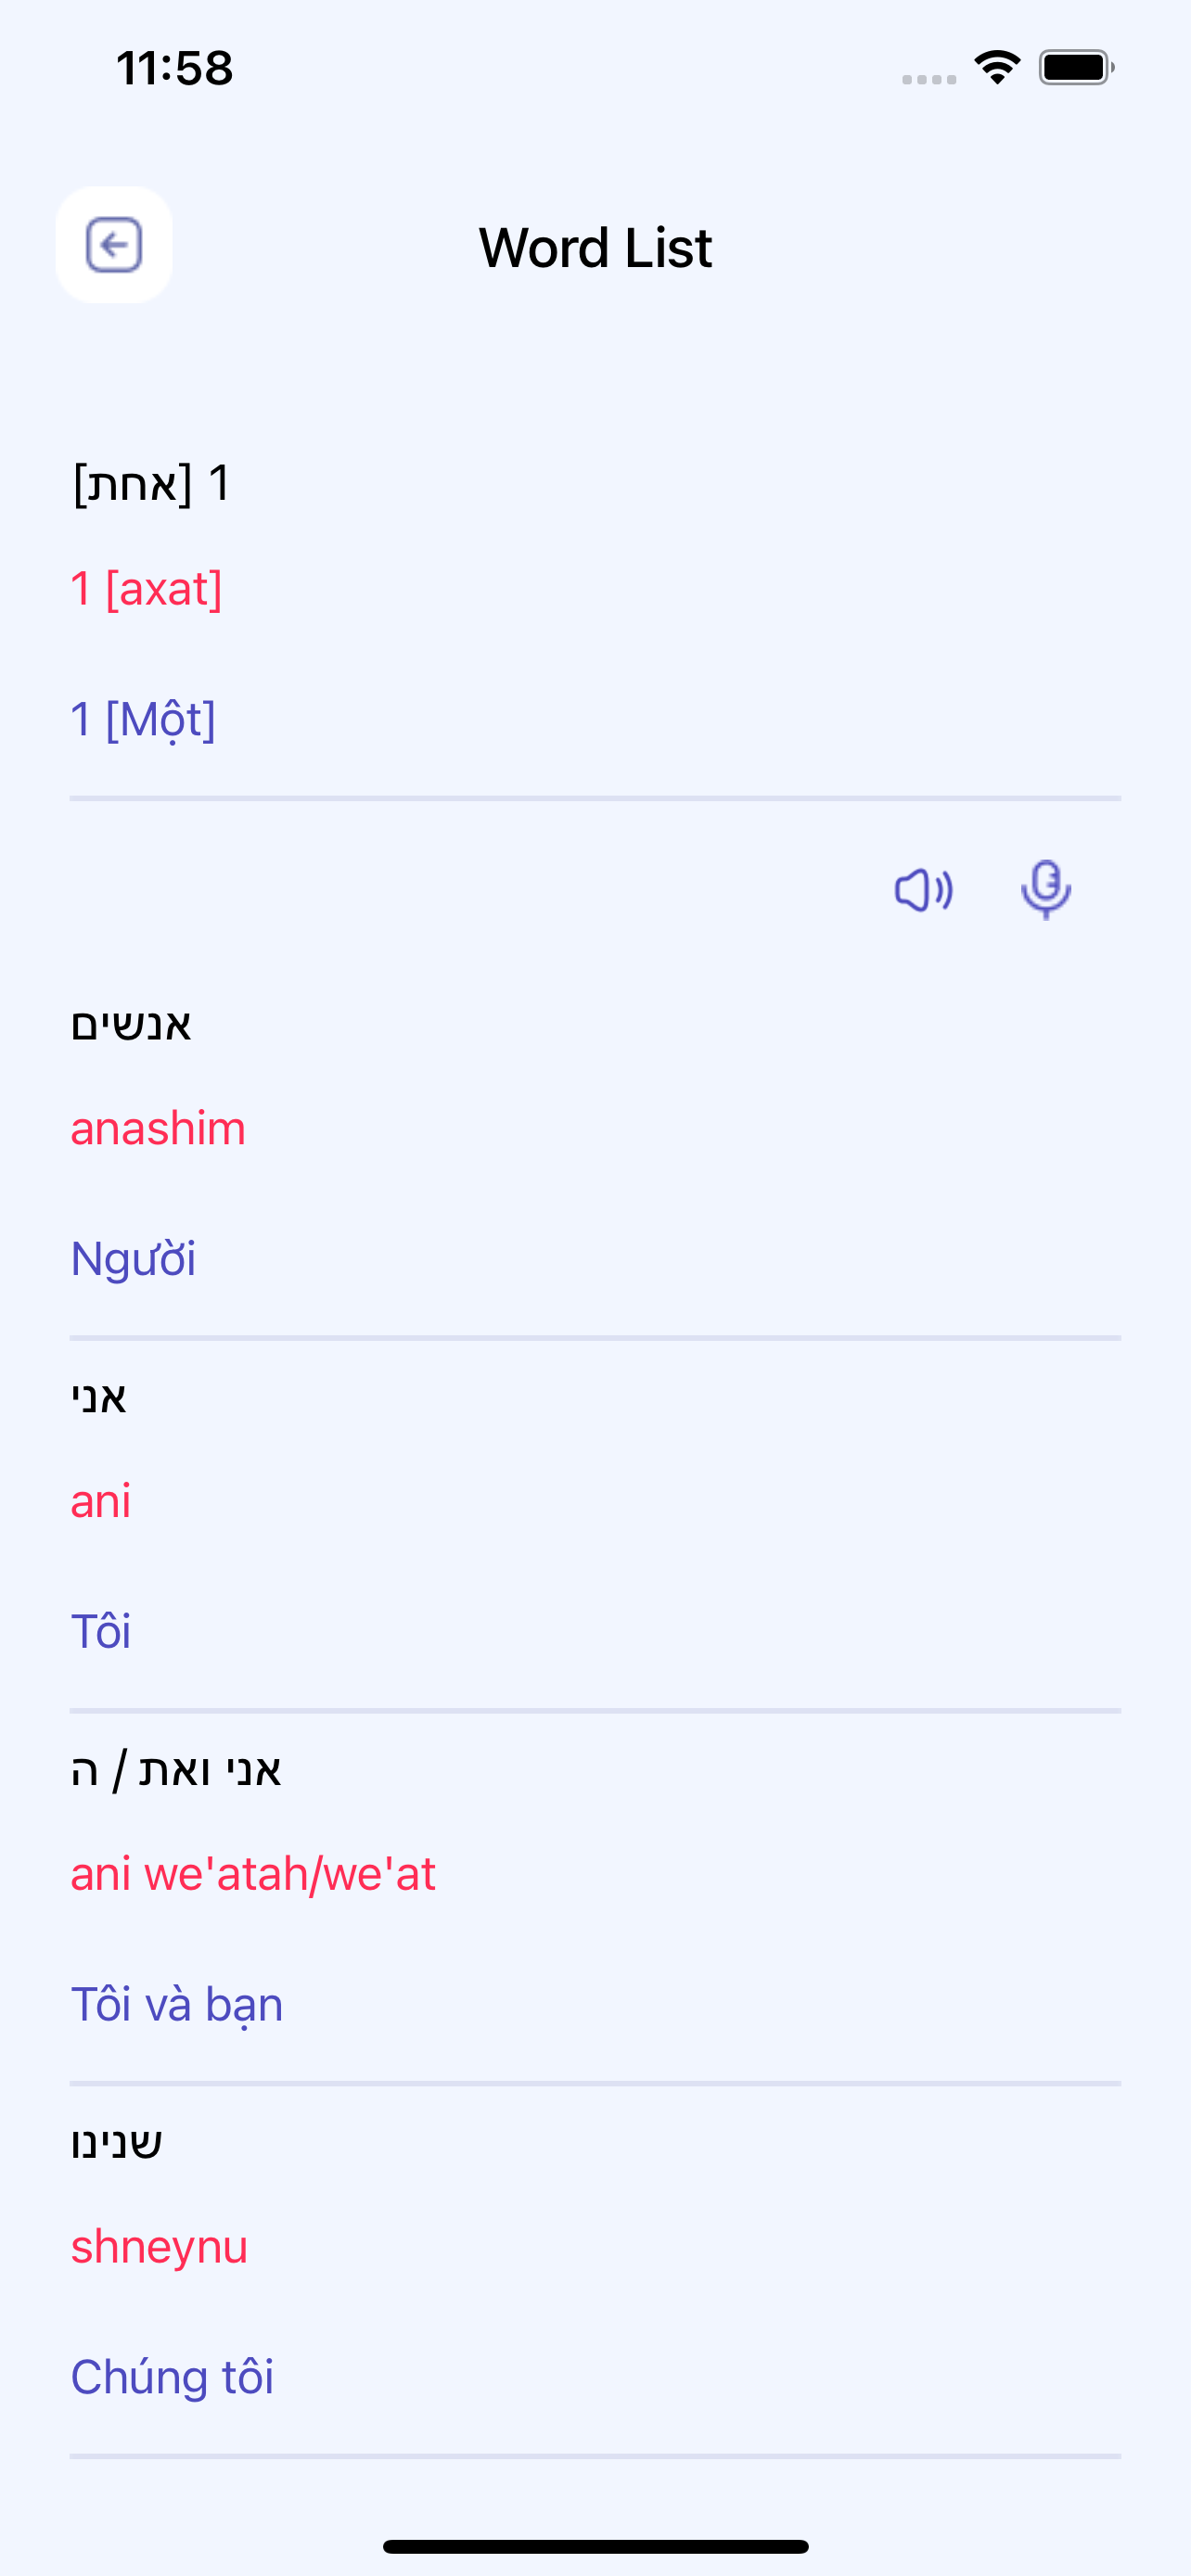 11:58
Word List
1 [אחת]
1 [axat]
1 [Một]
אנשים
anashim
Người
אני
ani
Tôi
אני ואת / ה
ani we'atah/we'at
Tôi và bạn
שנינו
shneynu
Chúng tôi